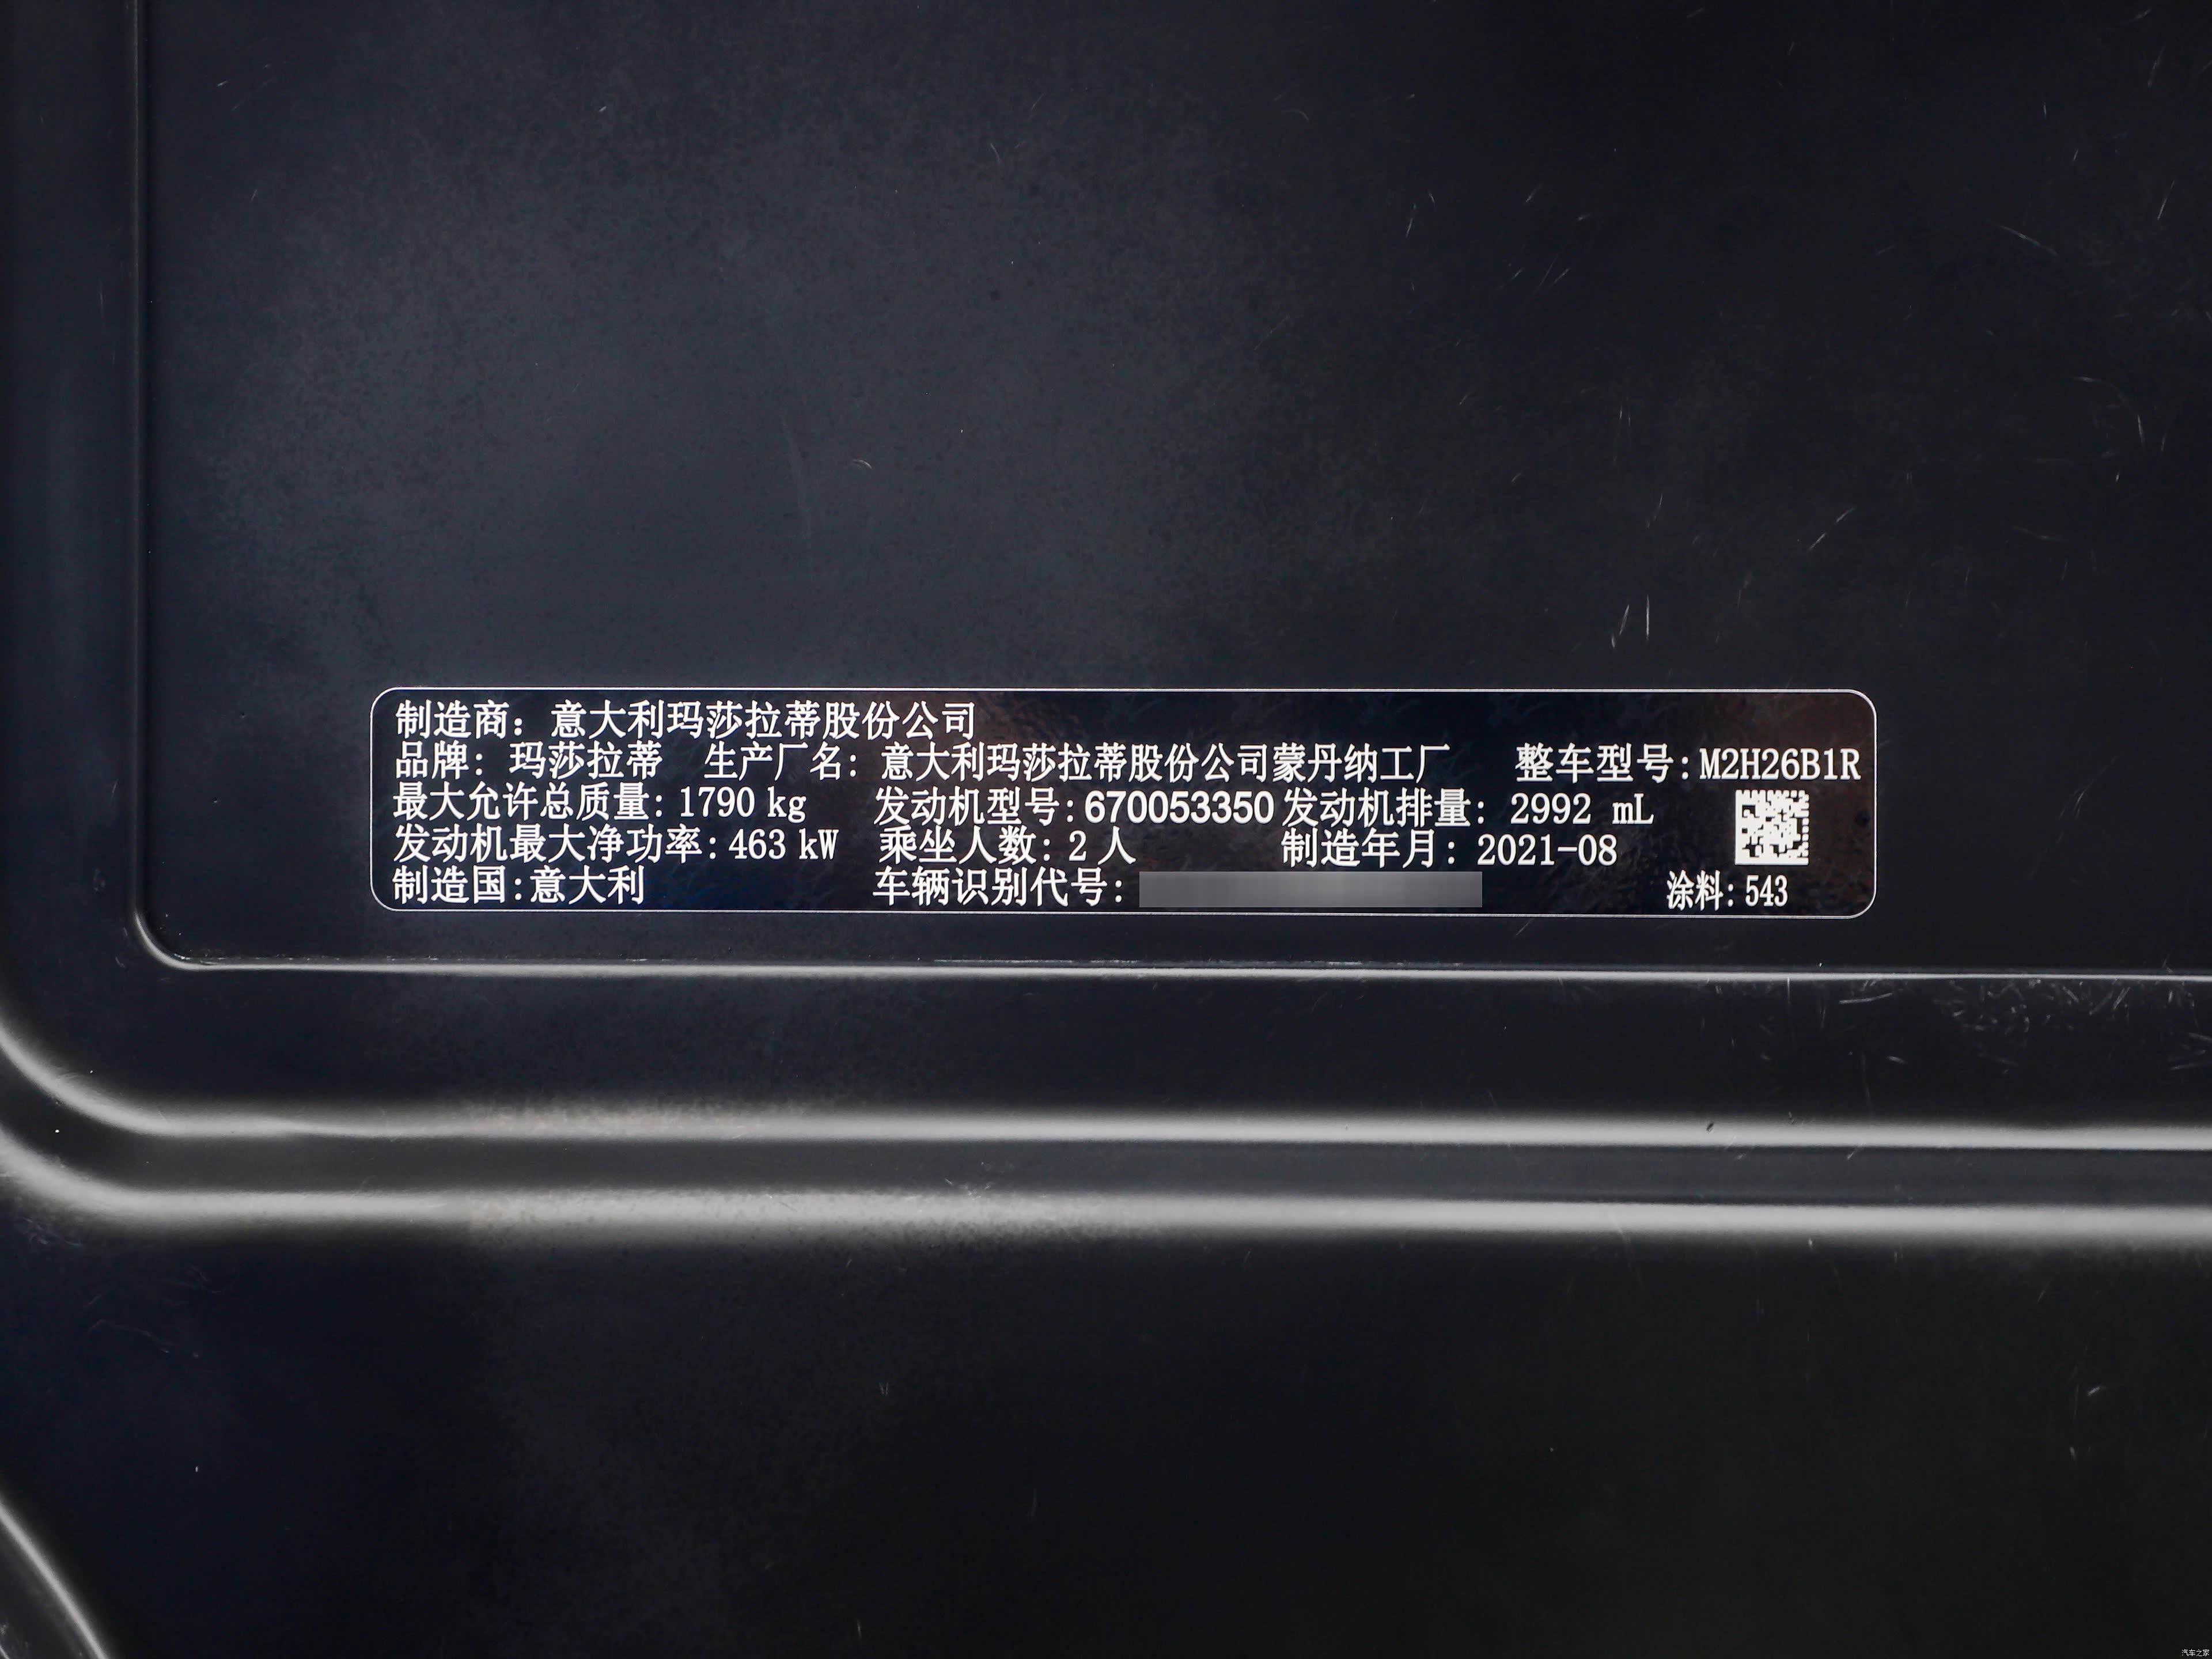 制造商：意大利玛莎拉蒂股份公司
品牌：玛莎拉蒂 生产厂名：意大利玛莎拉蒂股份公司蒙丹纳工厂 整车型号:M2H26B1R
最大允许总质量：1790 kg 发动机型号:670053350 发动机排量：2992 mL
发动机最大净功率：463 kW 乘坐人数：2 人 制造年月：2021-08
制造国:意大利 车辆识别代号： 涂料：543
汽车之家